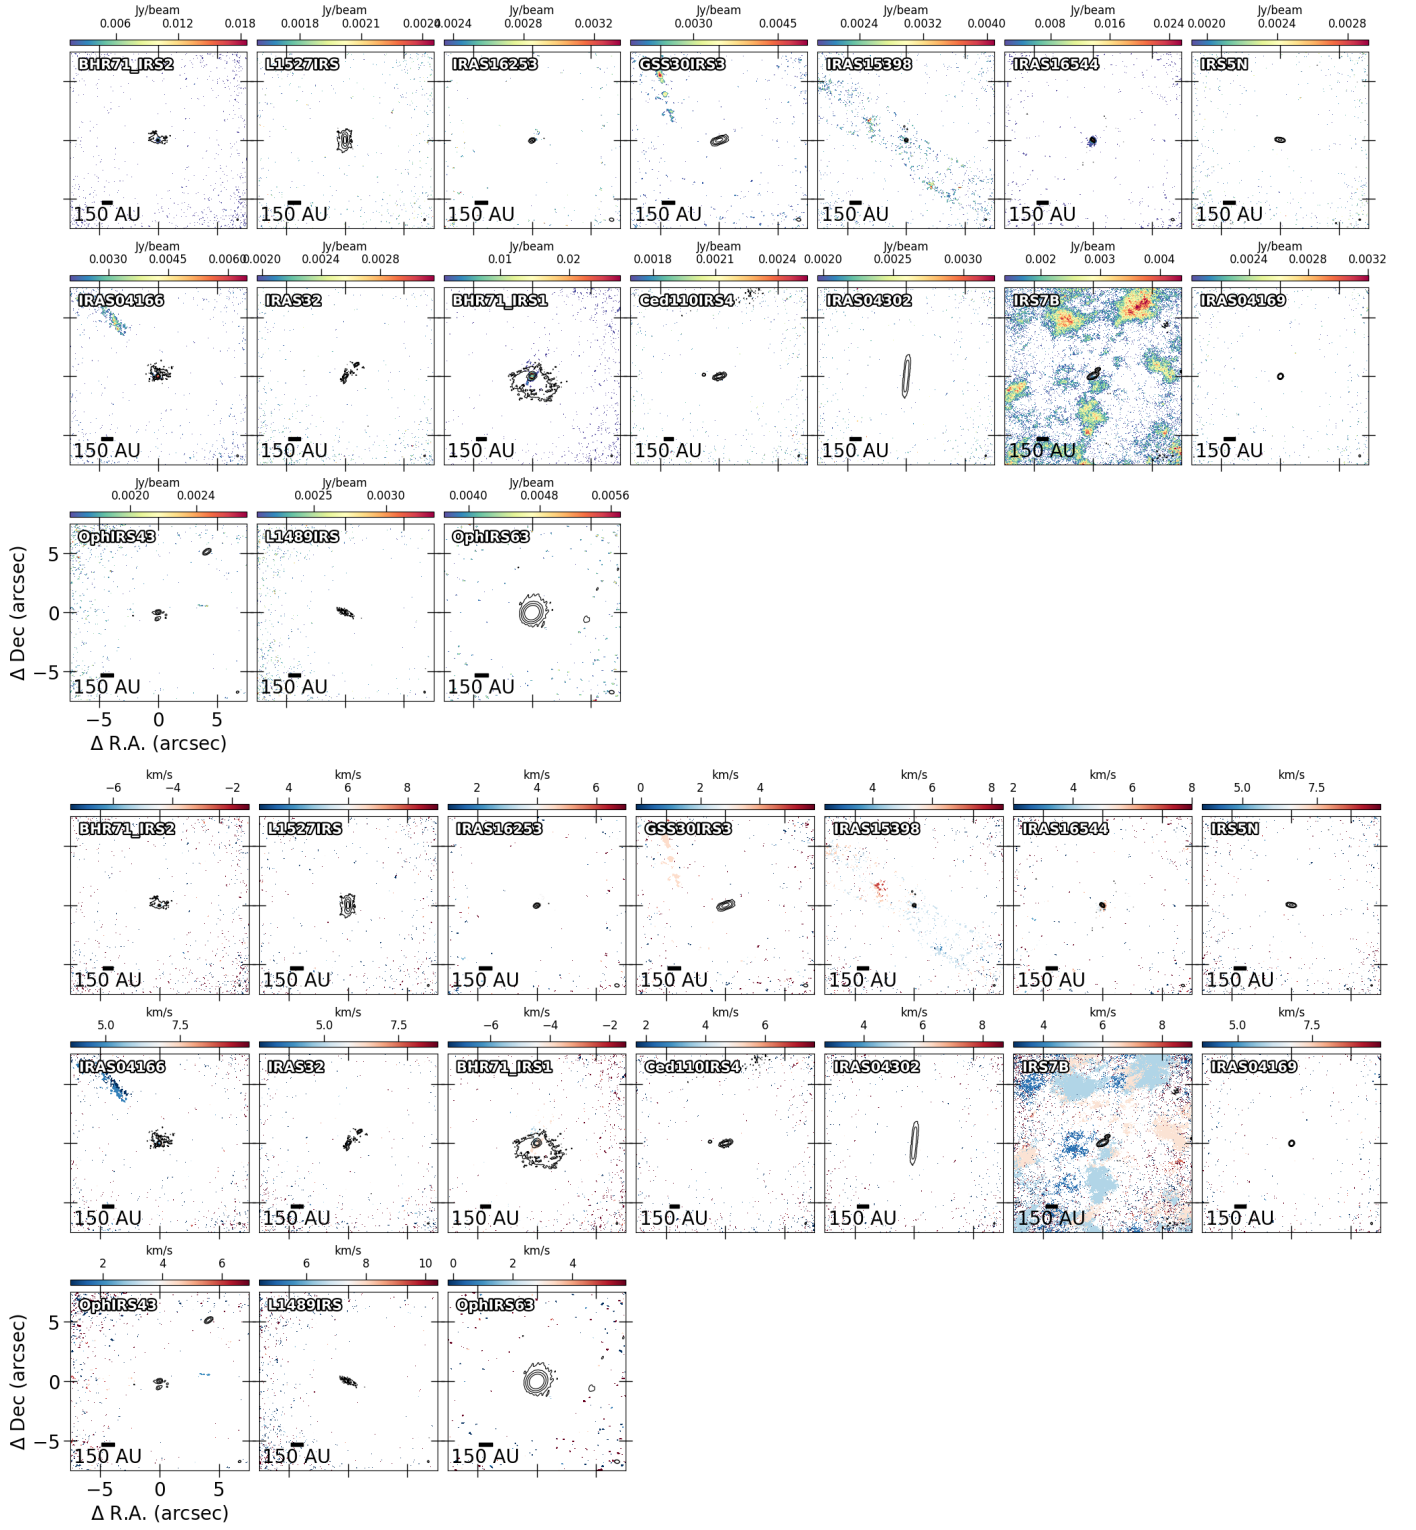 Jy/beam Jy/beam Jy/beam Jy/beam Jy/beam Jy/beam Jy/beam
0.006 0.012 0.018 0.0018 0.0021 0.0024 0.0024 0.0028 0.0032 0.0030 0.0045 0.0024 0.0032 0.0040 0.008 0.016 0.024 0.0020 0.0024 0.0028
BHR71_IRS2 L1527IRS IRAS16253 GSS30IRS3 IRAS15398 IRAS16544 IRS5N
150 AU 150 AU 150 AU 150 AU 150 AU 150 AU 150 AU
Jy/beam Jy/beam Jy/beam Jy/beam Jy/beam Jy/beam Jy/beam
0.0030 0.0045 0.0060 0.0020 0.0024 0.0028 0.01 0.02 0.0018 0.0021 0.0024 0.0020 0.0025 0.0030 0.002 0.003 0.004 0.0024 0.0028 0.0032
IRAS04166 IRAS32 BHR71_IRS1 Ced110IRS4 IRAS04302 IRS7B IRAS04169
150 AU 150 AU 150 AU 150 AU 150 AU 150 AU 150 AU
Jy/beam Jy/beam Jy/beam
0.0020 0.0024 0.0025 0.0030 0.0040 0.0048 0.0056
OphIRS43 L1489IRS OphIRS63
5
0
−5
Δ Dec (arcsec)
150 AU 150 AU 150 AU
−5 0 5
Δ R.A. (arcsec)
km/s km/s km/s km/s km/s km/s km/s
−6 −4 −2 4 6 8 2 4 6 0 2 4 4 6 8 2 4 6 8 5.0 7.5
BHR71_IRS2 L1527IRS IRAS16253 GSS30IRS3 IRAS15398 IRAS16544 IRS5N
150 AU 150 AU 150 AU 150 AU 150 AU 150 AU 150 AU
km/s km/s km/s km/s km/s km/s km/s
5.0 7.5 5.0 7.5 −6 −4 −2 2 4 6 4 6 8 4 6 8 5.0 7.5
IRAS04166 IRAS32 BHR71_IRS1 Ced110IRS4 IRAS04302 IRS7B IRAS04169
150 AU 150 AU 150 AU 150 AU 150 AU 150 AU 150 AU
km/s km/s km/s
2 4 6 6 8 10 0 2 4
OphIRS43 L1489IRS OphIRS63
5
0
−5
Δ Dec (arcsec)
150 AU 150 AU 150 AU
−5 0 5
Δ R.A. (arcsec)